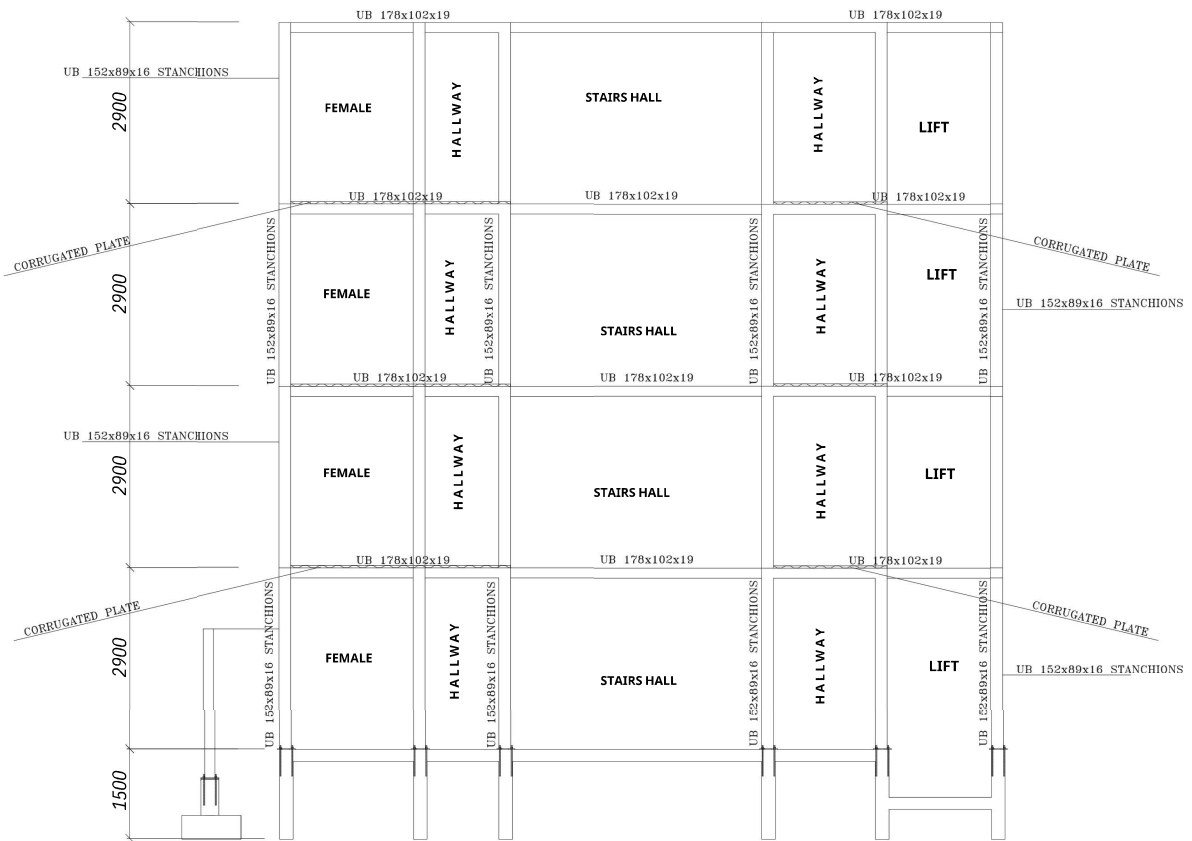 UB 178x102x19
UB 178x102x19
UB 152x89x16 STANCHIONS
2900
FEMALE
HALLWAY
STAIRS HALL
HALLWAY
LIFT
UB 178x102x19
UB 178x102x19
UB 178x102x19
CORRUGATED PLATE
CORRUGATED PLATE
2900
UB 152x89x16 STANCHIONS
FEMALE
HALLWAY
UB 152x89x16 STANCHIONS
STAIRS HALL
UB 152x89x16 STANCHIONS
HALLWAY
LIFT
UB 152x89x16 STANCHIONS
UB 152x89x16 STANCHIONS
UB 178x102x19
UB 178x102x19
UB 178x102x19
UB 152x89x16 STANCHIONS
2900
FEMALE
HALLWAY
STAIRS HALL
HALLWAY
LIFT
UB 178x102x19
UB 178x102x19
UB 178x102x19
CORRUGATED PLATE
CORRUGATED PLATE
2900
UB 152x89x16 STANCHIONS
FEMALE
HALLWAY
UB 152x89x16 STANCHIONS
STAIRS HALL
UB 152x89x16 STANCHIONS
HALLWAY
LIFT
UB 152x89x16 STANCHIONS
UB 152x89x16 STANCHIONS
1500